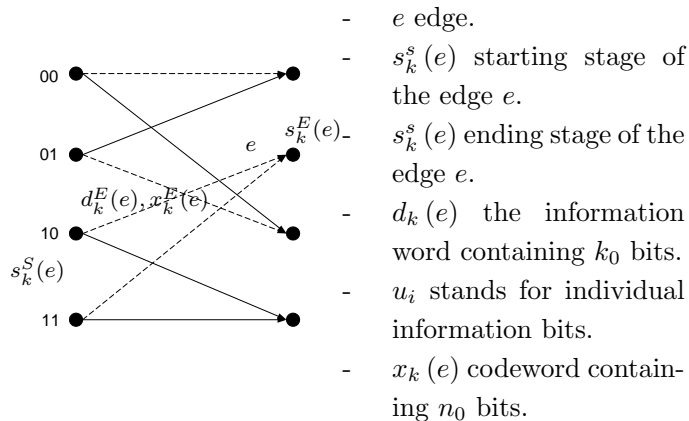 00
01
10
11
e
s_k^E(e)
d_k^E(e), x_k^E(e)
s_k^S(e)
- e edge.
- s_k^s (e) starting stage of
the edge e.
- s_k^s (e) ending stage of the
edge e.
- d_k (e) the information
word containing k_0 bits.
- u_i stands for individual
information bits.
- x_k (e) codeword contain-
ing n_0 bits.